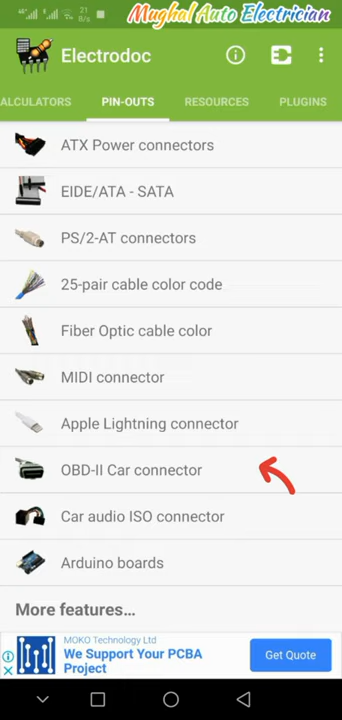 21
B/s
Mughal Auto Electrician
Electrodoc
ALCULATORS PIN-OUTS RESOURCES PLUGINS
ATX Power connectors
EIDE/ATA - SATA
PS/2-AT connectors
25-pair cable color code
Fiber Optic cable color
MIDI connector
Apple Lightning connector
OBD-II Car connector
Car audio ISO connector
Arduino boards
More features...
MOKO Technology Ltd
We Support Your PCBA
Project
Get Quote